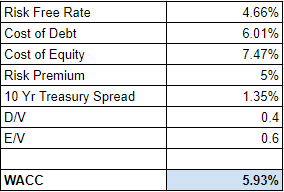 Risk Free Rate 4.66%
Cost of Debt 6.01%
Cost of Equity 7.47%
Risk Premium 5%
10 Yr Treasury Spread 1.35%
D/V 0.4
E/V 0.6
WACC 5.93%